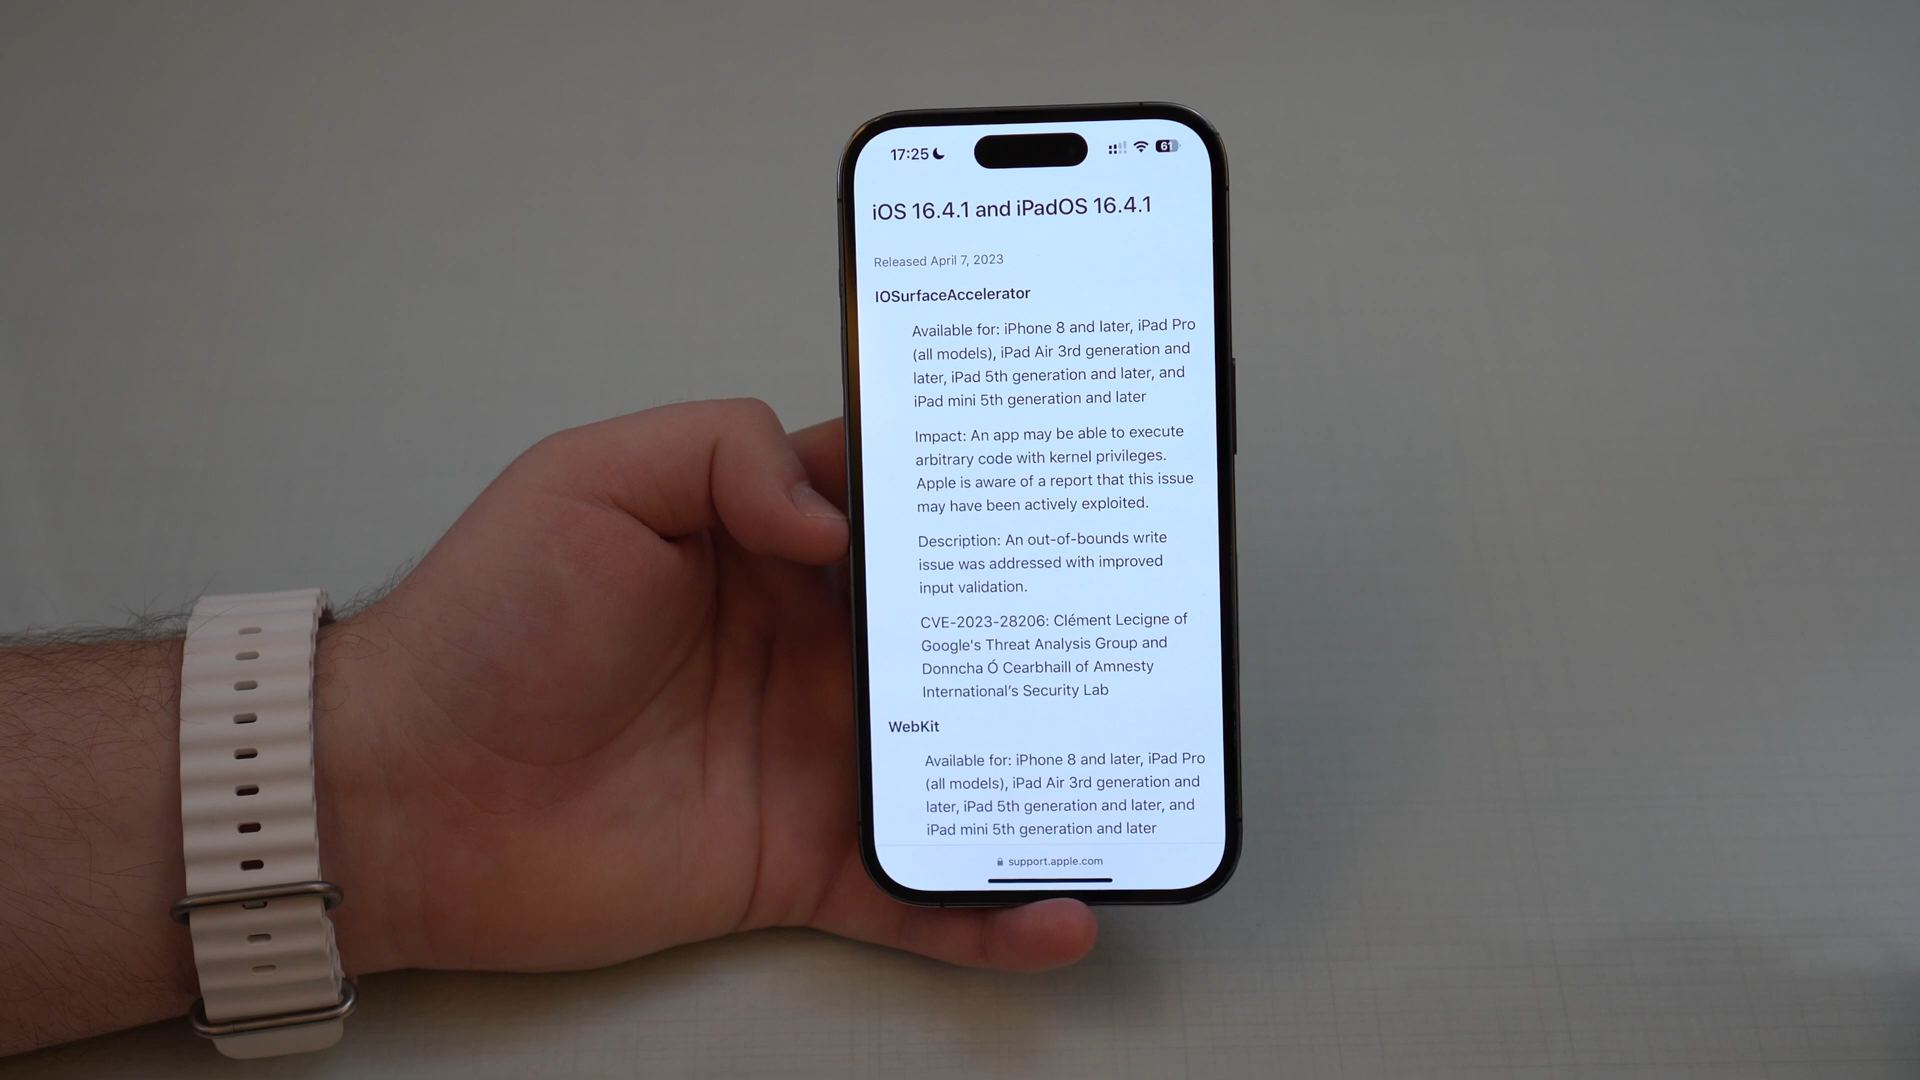 17:25
61
iOS 16.4.1 and iPadOS 16.4.1
Released April 7, 2023
IOSurfaceAccelerator
Available for: iPhone 8 and later, iPad Pro
(all models), iPad Air 3rd generation and
later, iPad 5th generation and later, and
iPad mini 5th generation and later
Impact: An app may be able to execute
arbitrary code with kernel privileges.
Apple is aware of a report that this issue
may have been actively exploited.
Description: An out-of-bounds write
issue was addressed with improved
input validation.
CVE-2023-28206: Clément Lecigne of
Google's Threat Analysis Group and
Donncha Ó Cearbhaill of Amnesty
International’s Security Lab
WebKit
Available for: iPhone 8 and later, iPad Pro
(all models), iPad Air 3rd generation and
later, iPad 5th generation and later, and
iPad mini 5th generation and later
support.apple.com